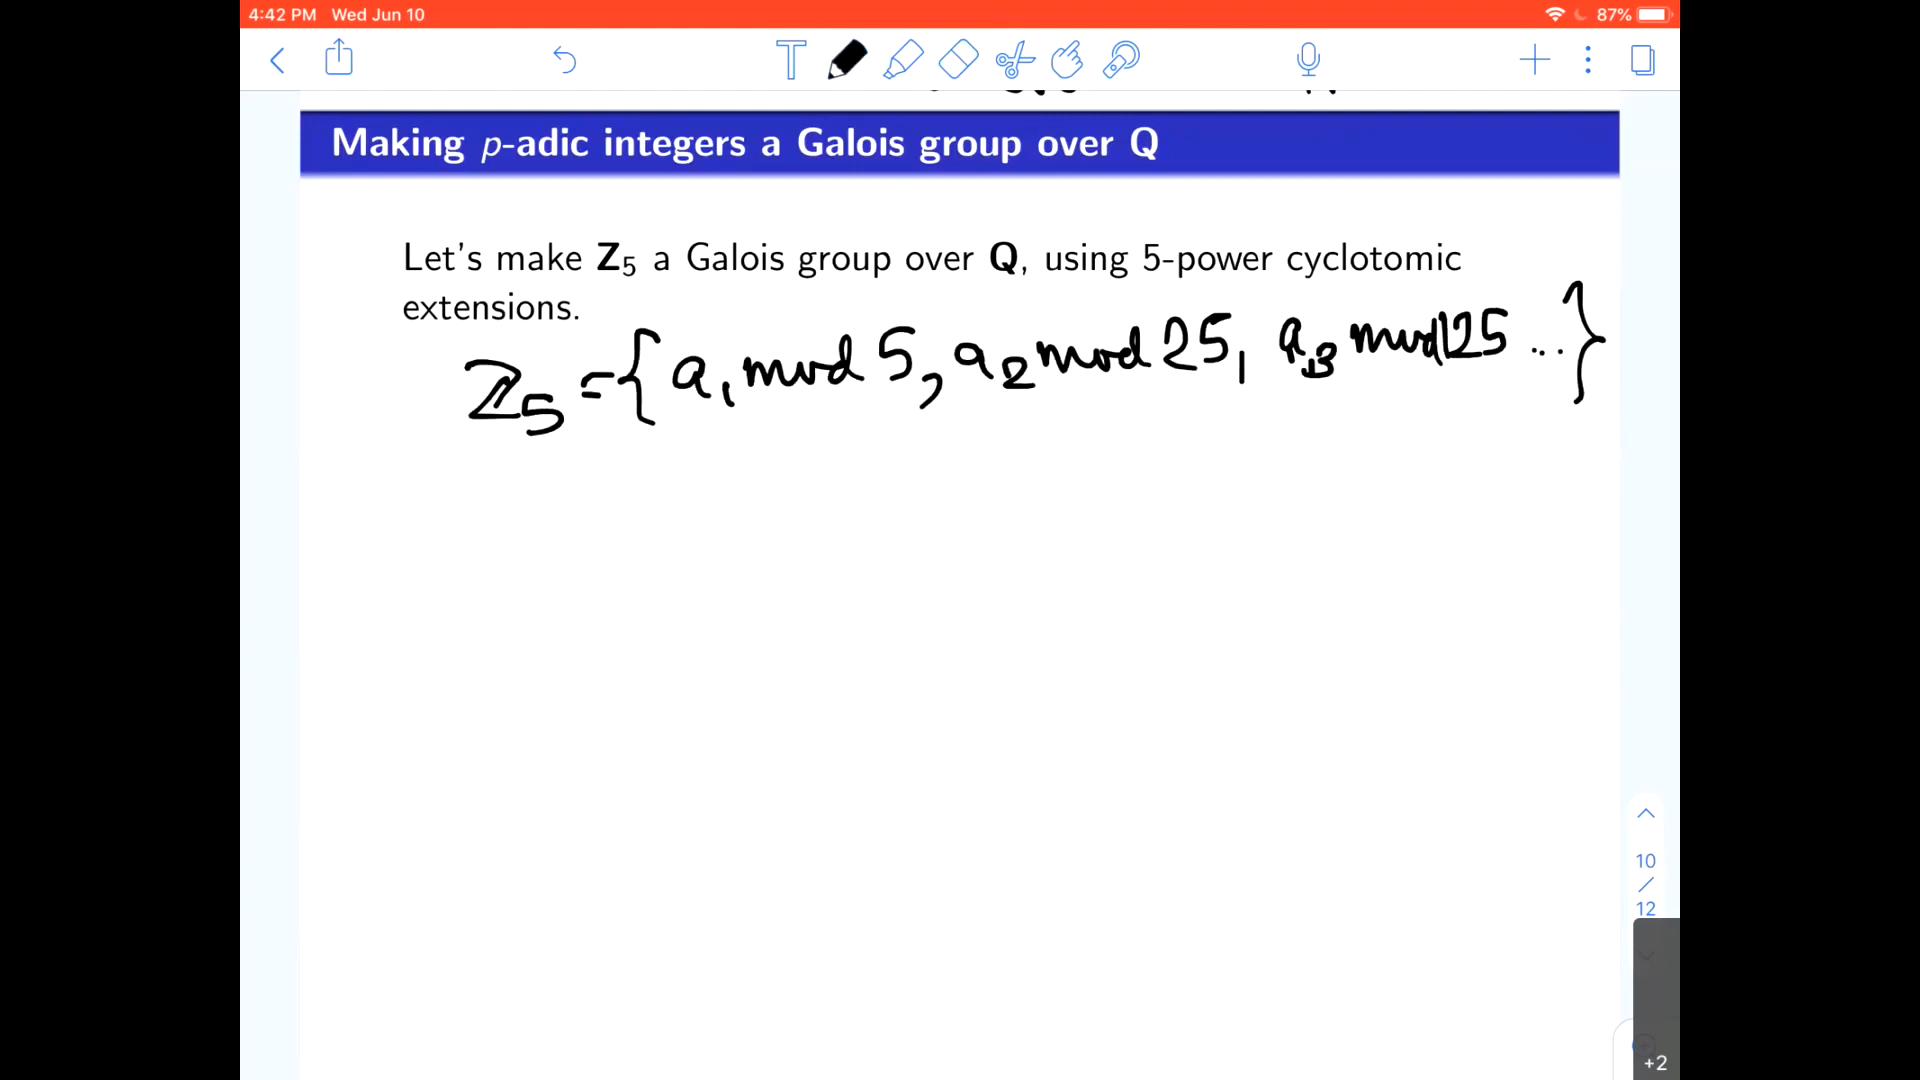 4:42 PM Wed Jun 10
87%
Making p-adic integers a Galois group over Q
Let's make Z₅ a Galois group over Q, using 5-power cyclotomic
extensions.
ℤ₅ = { a₁ mod 5, a₂ mod 25, a₃ mod 125 ... }
10
/
12
+2